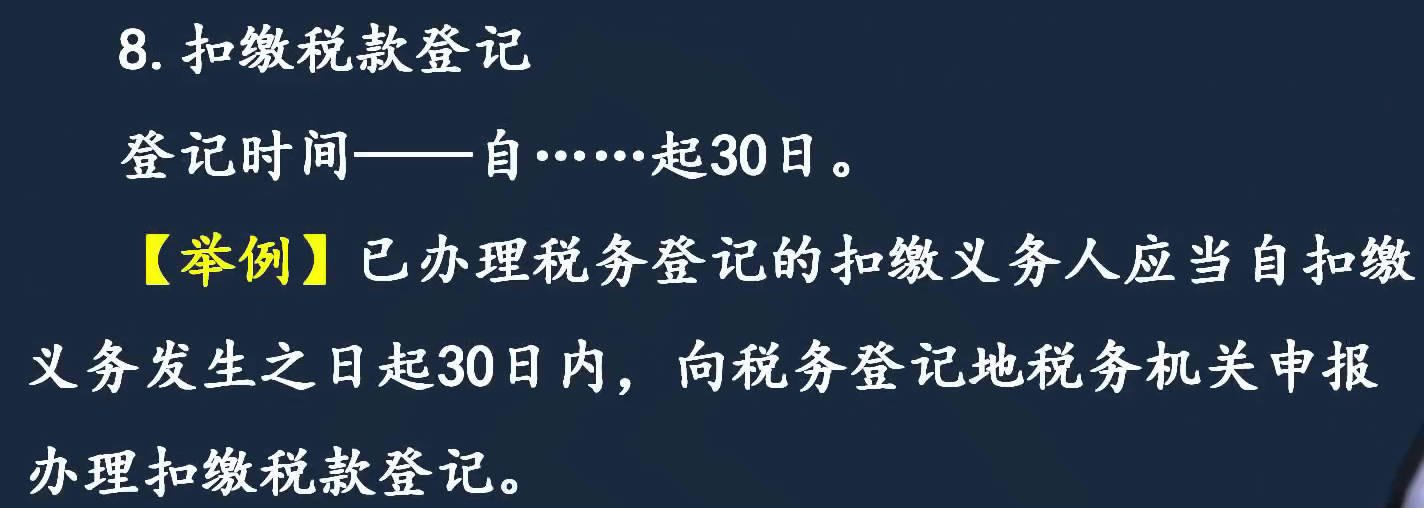 8. 扣缴税款登记
登记时间——自……起30日。
【举例】已办理税务登记的扣缴义务人应当自扣缴
义务发生之日起30日内，向税务登记地税务机关申报
办理扣缴税款登记。